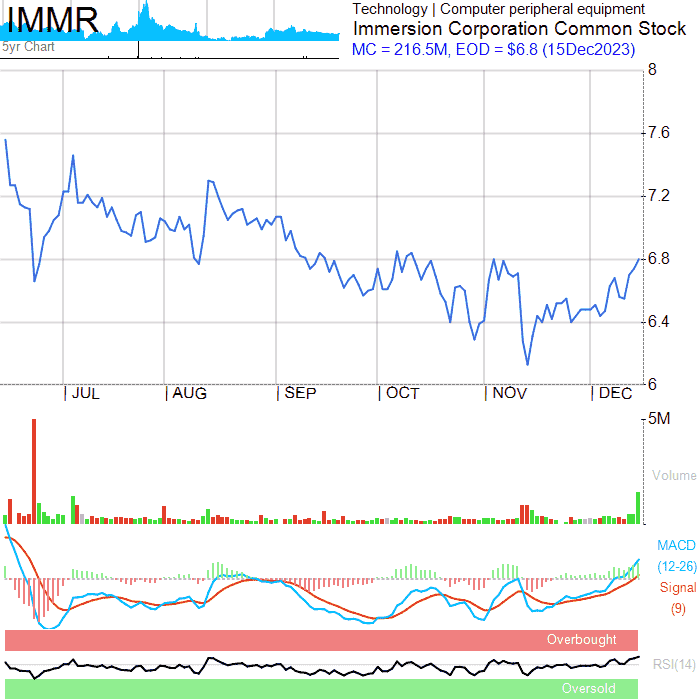 IMMR
5yr Chart
Technology | Computer peripheral equipment
Immersion Corporation Common Stock
MC = 216.5M, EOD = $6.8 (15Dec2023)
8
7.6
7.2
6.8
6.4
6
| JUL | AUG | SEP | OCT | NOV | DEC
5M
Volume
MACD
(12-26)
Signal
(9)
Overbought
RSI(14)
Oversold